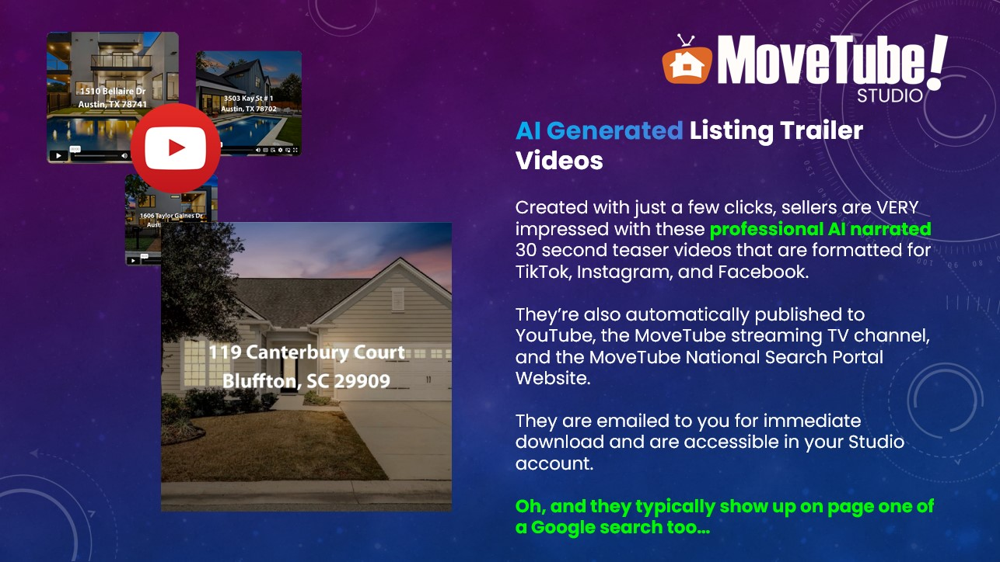 1510 Bellaire Dr
Austin, TX 78741
3503 Kay St # 1
Austin, TX 78702
1606 Taylor Gaines Dr
Aust
119 Canterbury Court
Bluffton, SC 29909
MoveTube!
STUDIO
AI Generated Listing Trailer
Videos
Created with just a few clicks, sellers are VERY
impressed with these professional AI narrated
30 second teaser videos that are formatted for
TikTok, Instagram, and Facebook.
They’re also automatically published to
YouTube, the MoveTube streaming TV channel,
and the MoveTube National Search Portal
Website.
They are emailed to you for immediate
download and are accessible in your Studio
account.
Oh, and they typically show up on page one of
a Google search too…